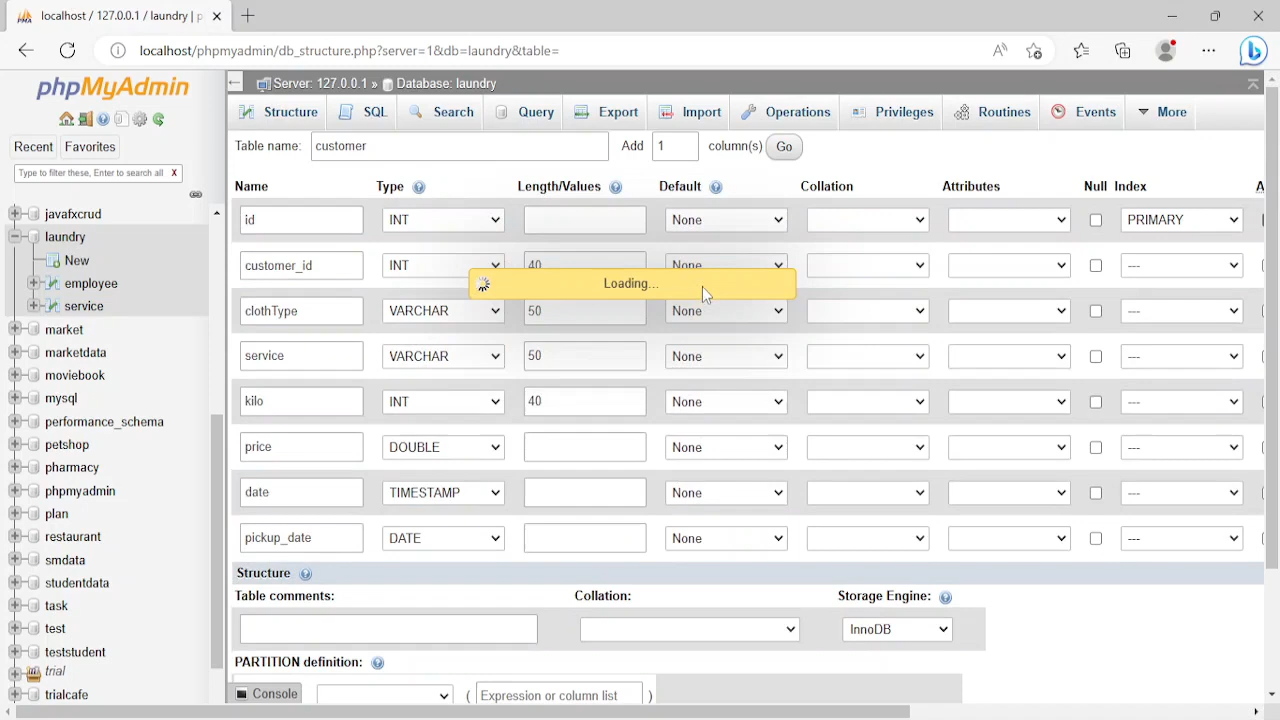 localhost / 127.0.0.1 / laundry | p
localhost/phpmyadmin/db_structure.php?server=1&db=laundry&table=
phpMyAdmin
Recent
Favorites
Type to filter these, Enter to search all
X
javafxcrud
laundry
New
employee
service
market
marketdata
moviebook
mysql
performance_schema
petshop
pharmacy
phpmyadmin
plan
restaurant
smdata
studentdata
task
test
teststudent
trial
trialcafe
Server: 127.0.0.1 » Database: laundry
Structure SQL Search Query Export Import Operations Privileges Routines Events More
Table name: customer Add 1 column(s) Go
Name Type Length/Values Default Collation Attributes Null Index
id INT None PRIMARY
customer_id INT 40 None ---
Loading...
clothType VARCHAR 50 None ---
service VARCHAR 50 None ---
kilo INT 40 None ---
price DOUBLE None ---
date TIMESTAMP None ---
pickup_date DATE None ---
Structure
Table comments: Collation: Storage Engine:
InnoDB
PARTITION definition:
Console ( Expression or column list )